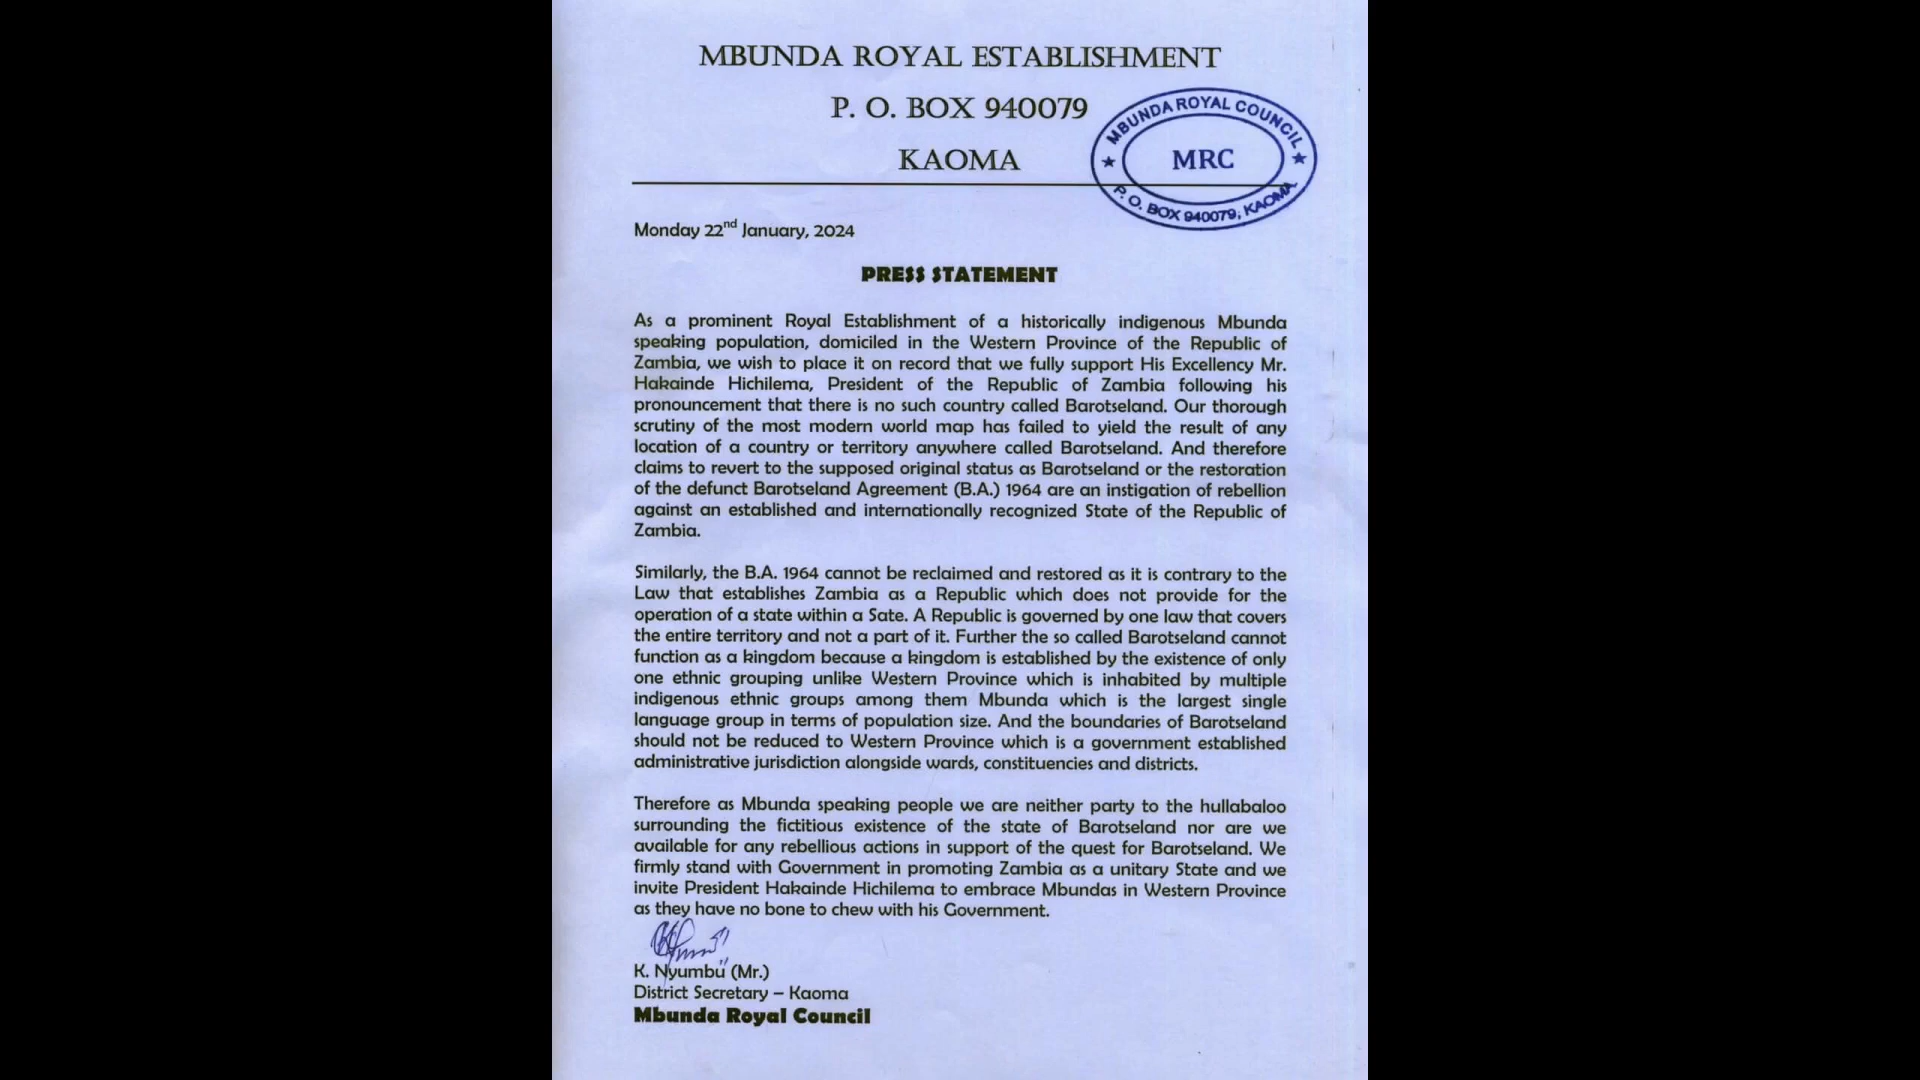 MBUNDA ROYAL ESTABLISHMENT
P. O. BOX 940079
KAOMA
MBUNDA ROYAL COUNCIL
MRC
P. O. BOX 940079, KAOMA
Monday 22nd January, 2024
PRESS STATEMENT
As a prominent Royal Establishment of a historically indigenous Mbunda
speaking population, domiciled in the Western Province of the Republic of
Zambia, we wish to place it on record that we fully support His Excellency Mr.
Hakainde Hichilema, President of the Republic of Zambia following his
pronouncement that there is no such country called Barotseland. Our thorough
scrutiny of the most modern world map has failed to yield the result of any
location of a country or territory anywhere called Barotseland. And therefore
claims to revert to the supposed original status as Barotseland or the restoration
of the defunct Barotseland Agreement (B.A.) 1964 are an instigation of rebellion
against an established and internationally recognized State of the Republic of
Zambia.
Similarly, the B.A. 1964 cannot be reclaimed and restored as it is contrary to the
Law that establishes Zambia as a Republic which does not provide for the
operation of a state within a Sate. A Republic is governed by one law that covers
the entire territory and not a part of it. Further the so called Barotseland cannot
function as a kingdom because a kingdom is established by the existence of only
one ethnic grouping unlike Western Province which is inhabited by multiple
indigenous ethnic groups among them Mbunda which is the largest single
language group in terms of population size. And the boundaries of Barotseland
should not be reduced to Western Province which is a government established
administrative jurisdiction alongside wards, constituencies and districts.
Therefore as Mbunda speaking people we are neither party to the hullabaloo
surrounding the fictitious existence of the state of Barotseland nor are we
available for any rebellious actions in support of the quest for Barotseland. We
firmly stand with Government in promoting Zambia as a unitary State and we
invite President Hakainde Hichilema to embrace Mbundas in Western Province
as they have no bone to chew with his Government.
K. Nyumbu (Mr.)
District Secretary – Kaoma
Mbunda Royal Council